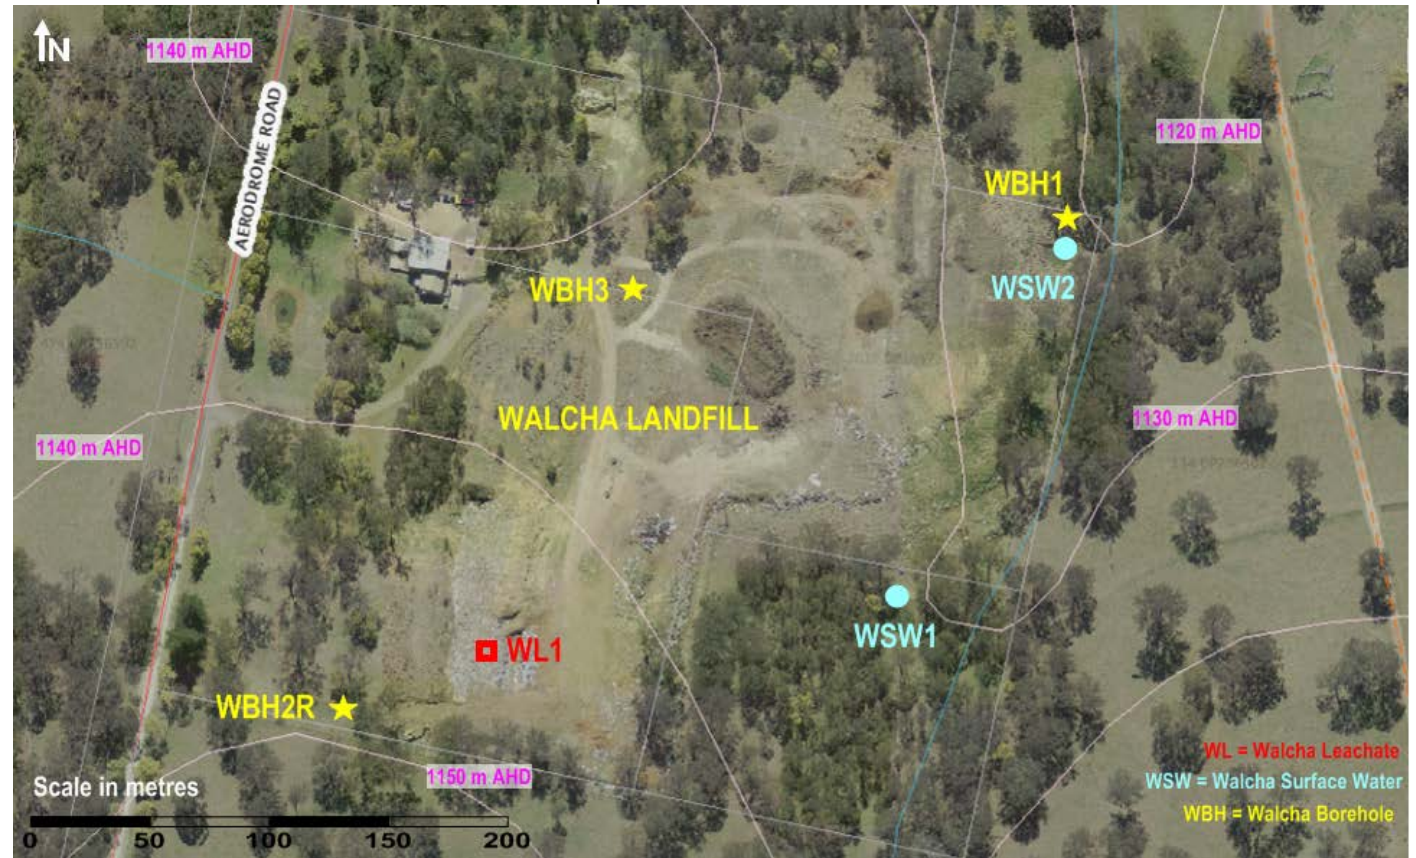 N
1140 m AHD
AERODROME ROAD
1120 m AHD
WBH1
WSW2
WBH3
WALCHA LANDFILL
1130 m AHD
1140 m AHD
WSW1
WL1
WBH2R
1150 m AHD
WL = Walcha Leachate
WSW = Walcha Surface Water
WBH = Walcha Borehole
Scale in metres
0 50 100 150 200